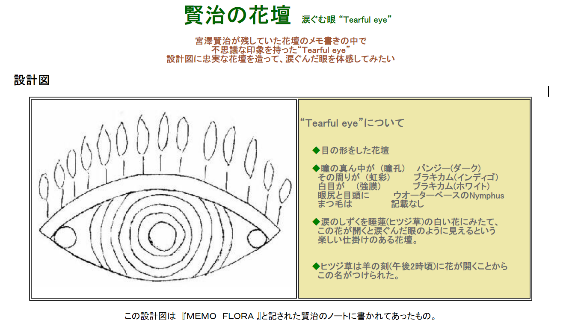 賢治の花壇 涙ぐむ眼 “Tearful eye”
宮澤賢治が残していた花壇のメモ書きの中で
不思議な印象を持った“Tearful eye”
設計図に忠実な花壇を造って、涙ぐんだ眼を体感してみたい
設計図
“Tearful eye”について
◆目の形をした花壇
◆瞳の真ん中が (瞳孔) パンジー(ダーク)
その周りが (虹彩) ブラキカム(インディゴ)
白目が (強膜) ブラキカム(ホワイト)
眼尻と目頭に ウオーターベースのNymphus
まつ毛は 記載なし
◆涙のしずくを睡蓮(ヒツジ草)の白い花にみたて、
この花が開くと涙ぐんだ眼のように見えるという
楽しい仕掛けのある花壇。
◆ヒツジ草は羊の刻(午後2時頃)に花が開くことから
この名がつけられた。
この設計図は 『MEMO FLORA』と記された賢治のノートに書かれてあったもの。